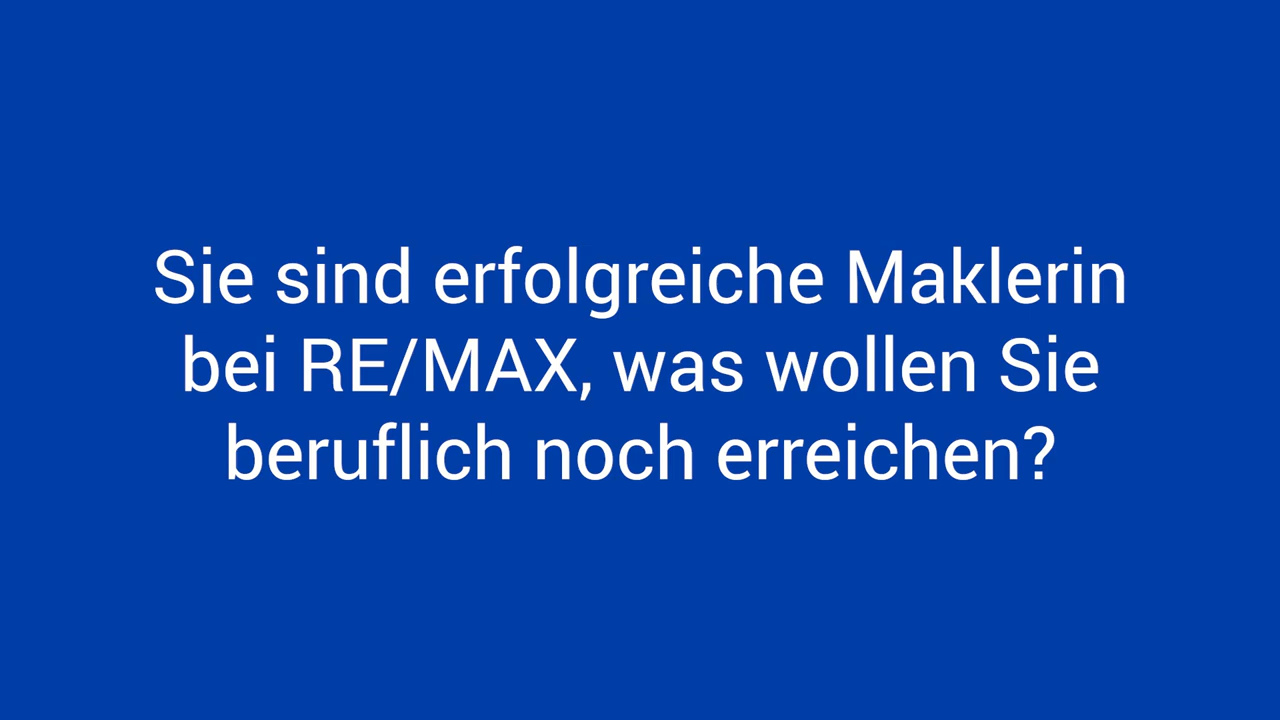 Sie sind erfolgreiche Maklerin
bei RE/MAX, was wollen Sie
beruflich noch erreichen?